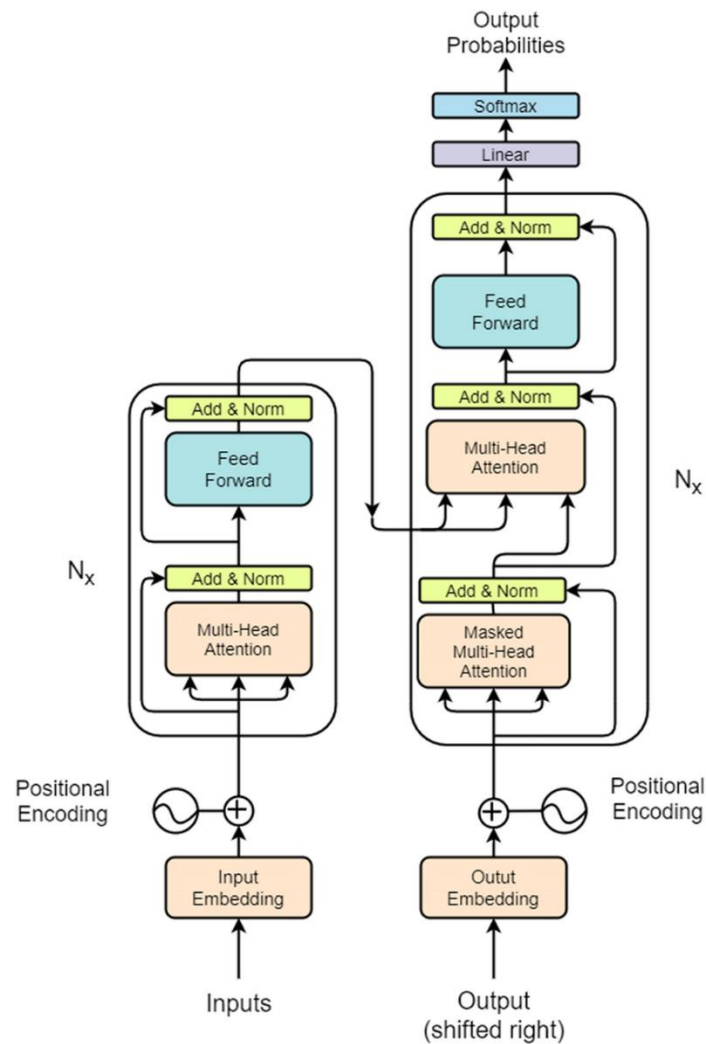 Output
Probabilities
Softmax
Linear
Add & Norm
Feed
Forward
Add & Norm
Multi-Head
Attention
Nx
Add & Norm
Masked
Multi-Head
Attention
Add & Norm
Feed
Forward
Nx
Add & Norm
Multi-Head
Attention
Positional
Encoding
Positional
Encoding
Input
Embedding
Outut
Embedding
Inputs
Output
(shifted right)